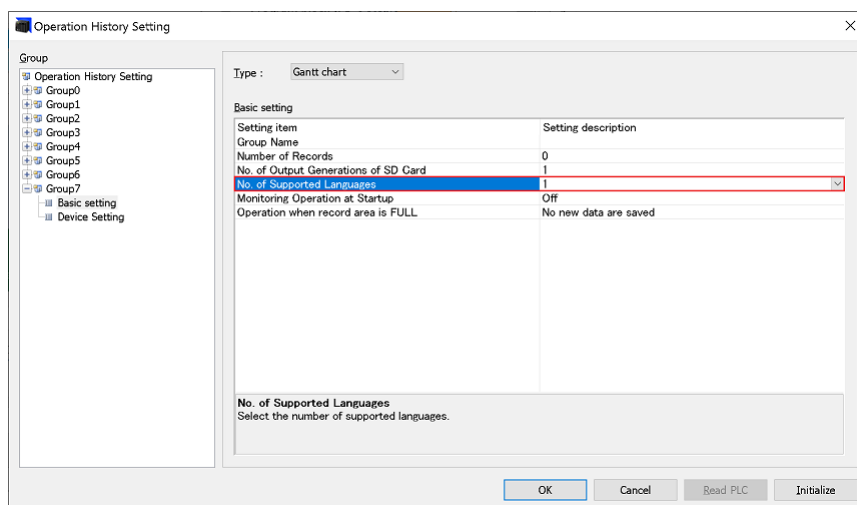 Operation History Setting
Group
Operation History Setting
Group0
Group1
Group2
Group3
Group4
Group5
Group6
Group7
Basic setting
Device Setting
Type : Gantt chart
Basic setting
Setting item Setting description
Group Name
Number of Records 0
No. of Output Generations of SD Card 1
No. of Supported Languages 1
Monitoring Operation at Startup Off
Operation when record area is FULL No new data are saved
No. of Supported Languages
Select the number of supported languages.
OK Cancel Read PLC Initialize